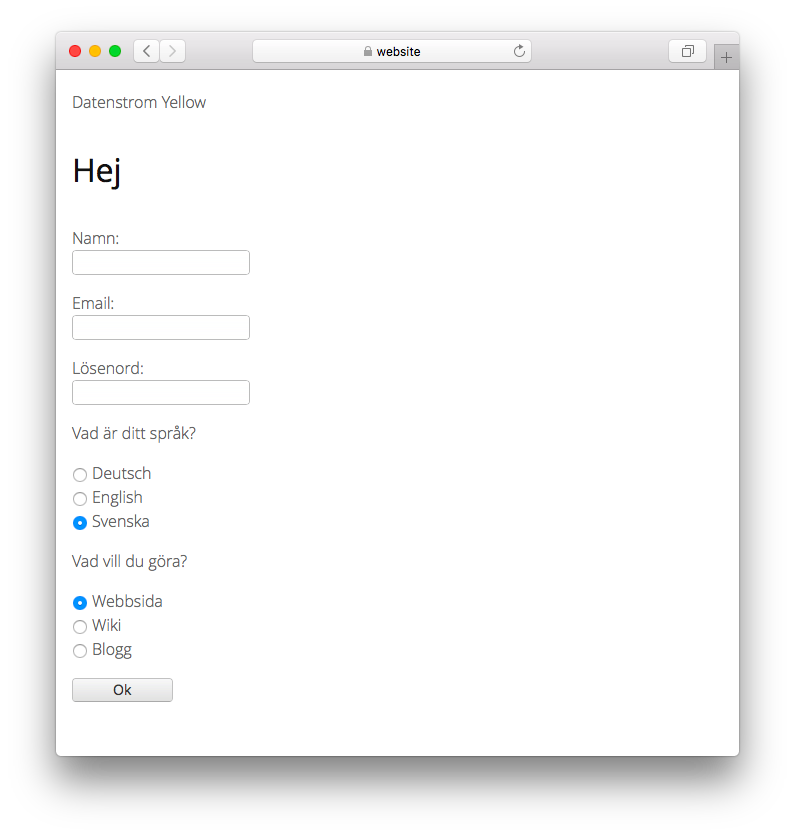 website
Datenstrom Yellow
Hej
Namn:
Email:
Lösenord:
Vad är ditt språk?
Deutsch
English
Svenska
Vad vill du göra?
Webbsida
Wiki
Blogg
Ok